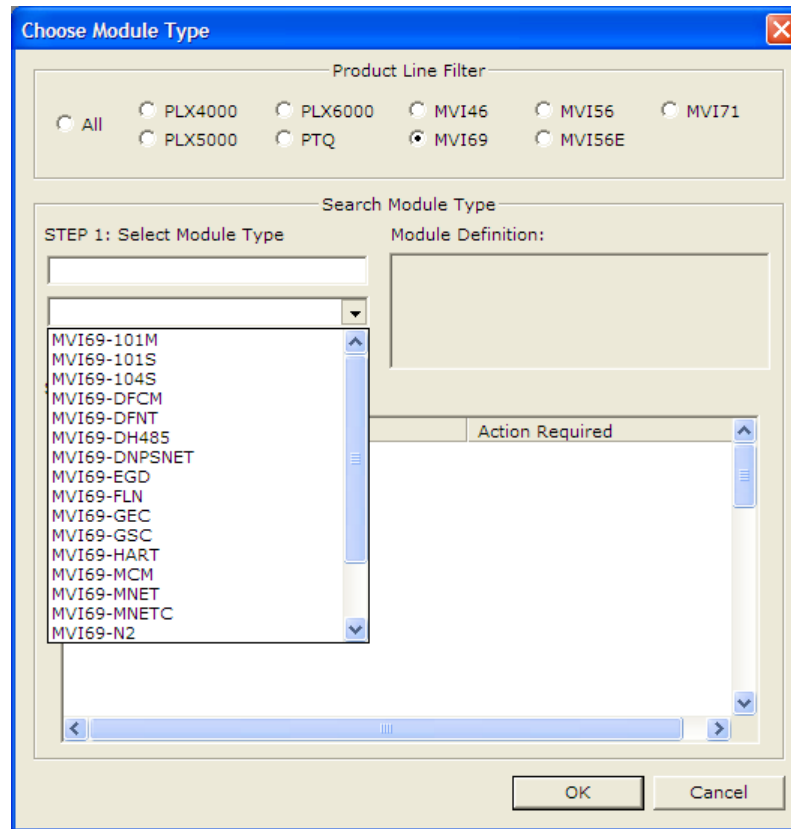 Choose Module Type
Product Line Filter
All
PLX4000 PLX6000 MVI46 MVI56 MVI71
PLX5000 PTQ MVI69 MVI56E
Search Module Type
STEP 1: Select Module Type Module Definition:
MVI69-101M
MVI69-101S
MVI69-104S
MVI69-DFCM
MVI69-DFNT
MVI69-DH485
MVI69-DNPSNET
MVI69-EGD
MVI69-FLN
MVI69-GEC
MVI69-GSC
MVI69-HART
MVI69-MCM
MVI69-MNET
MVI69-MNETC
MVI69-N2
Action Required
OK Cancel